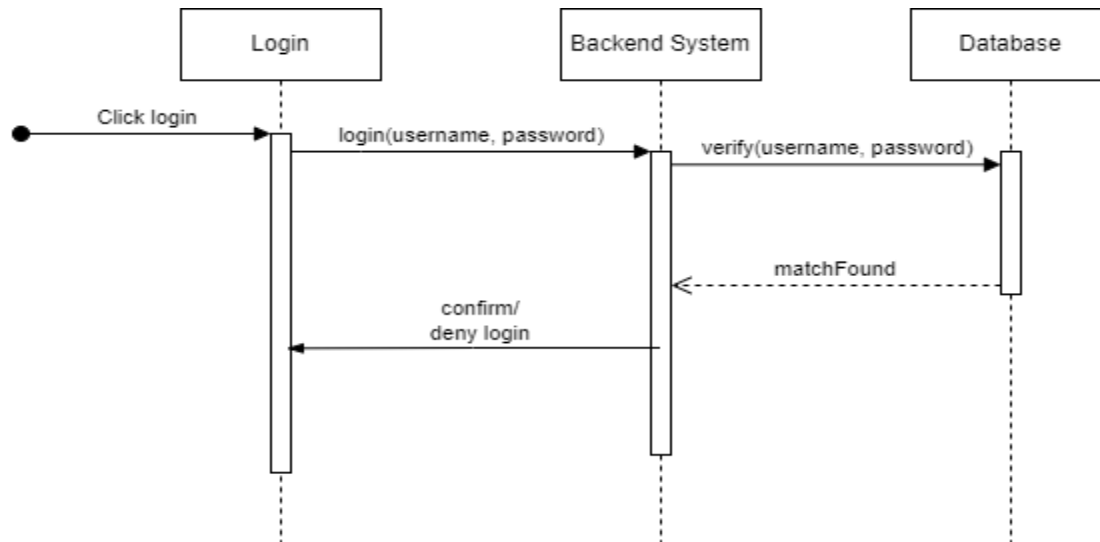 Login
Backend System
Database
Click login
login(username, password)
verify(username, password)
matchFound
confirm/
deny login